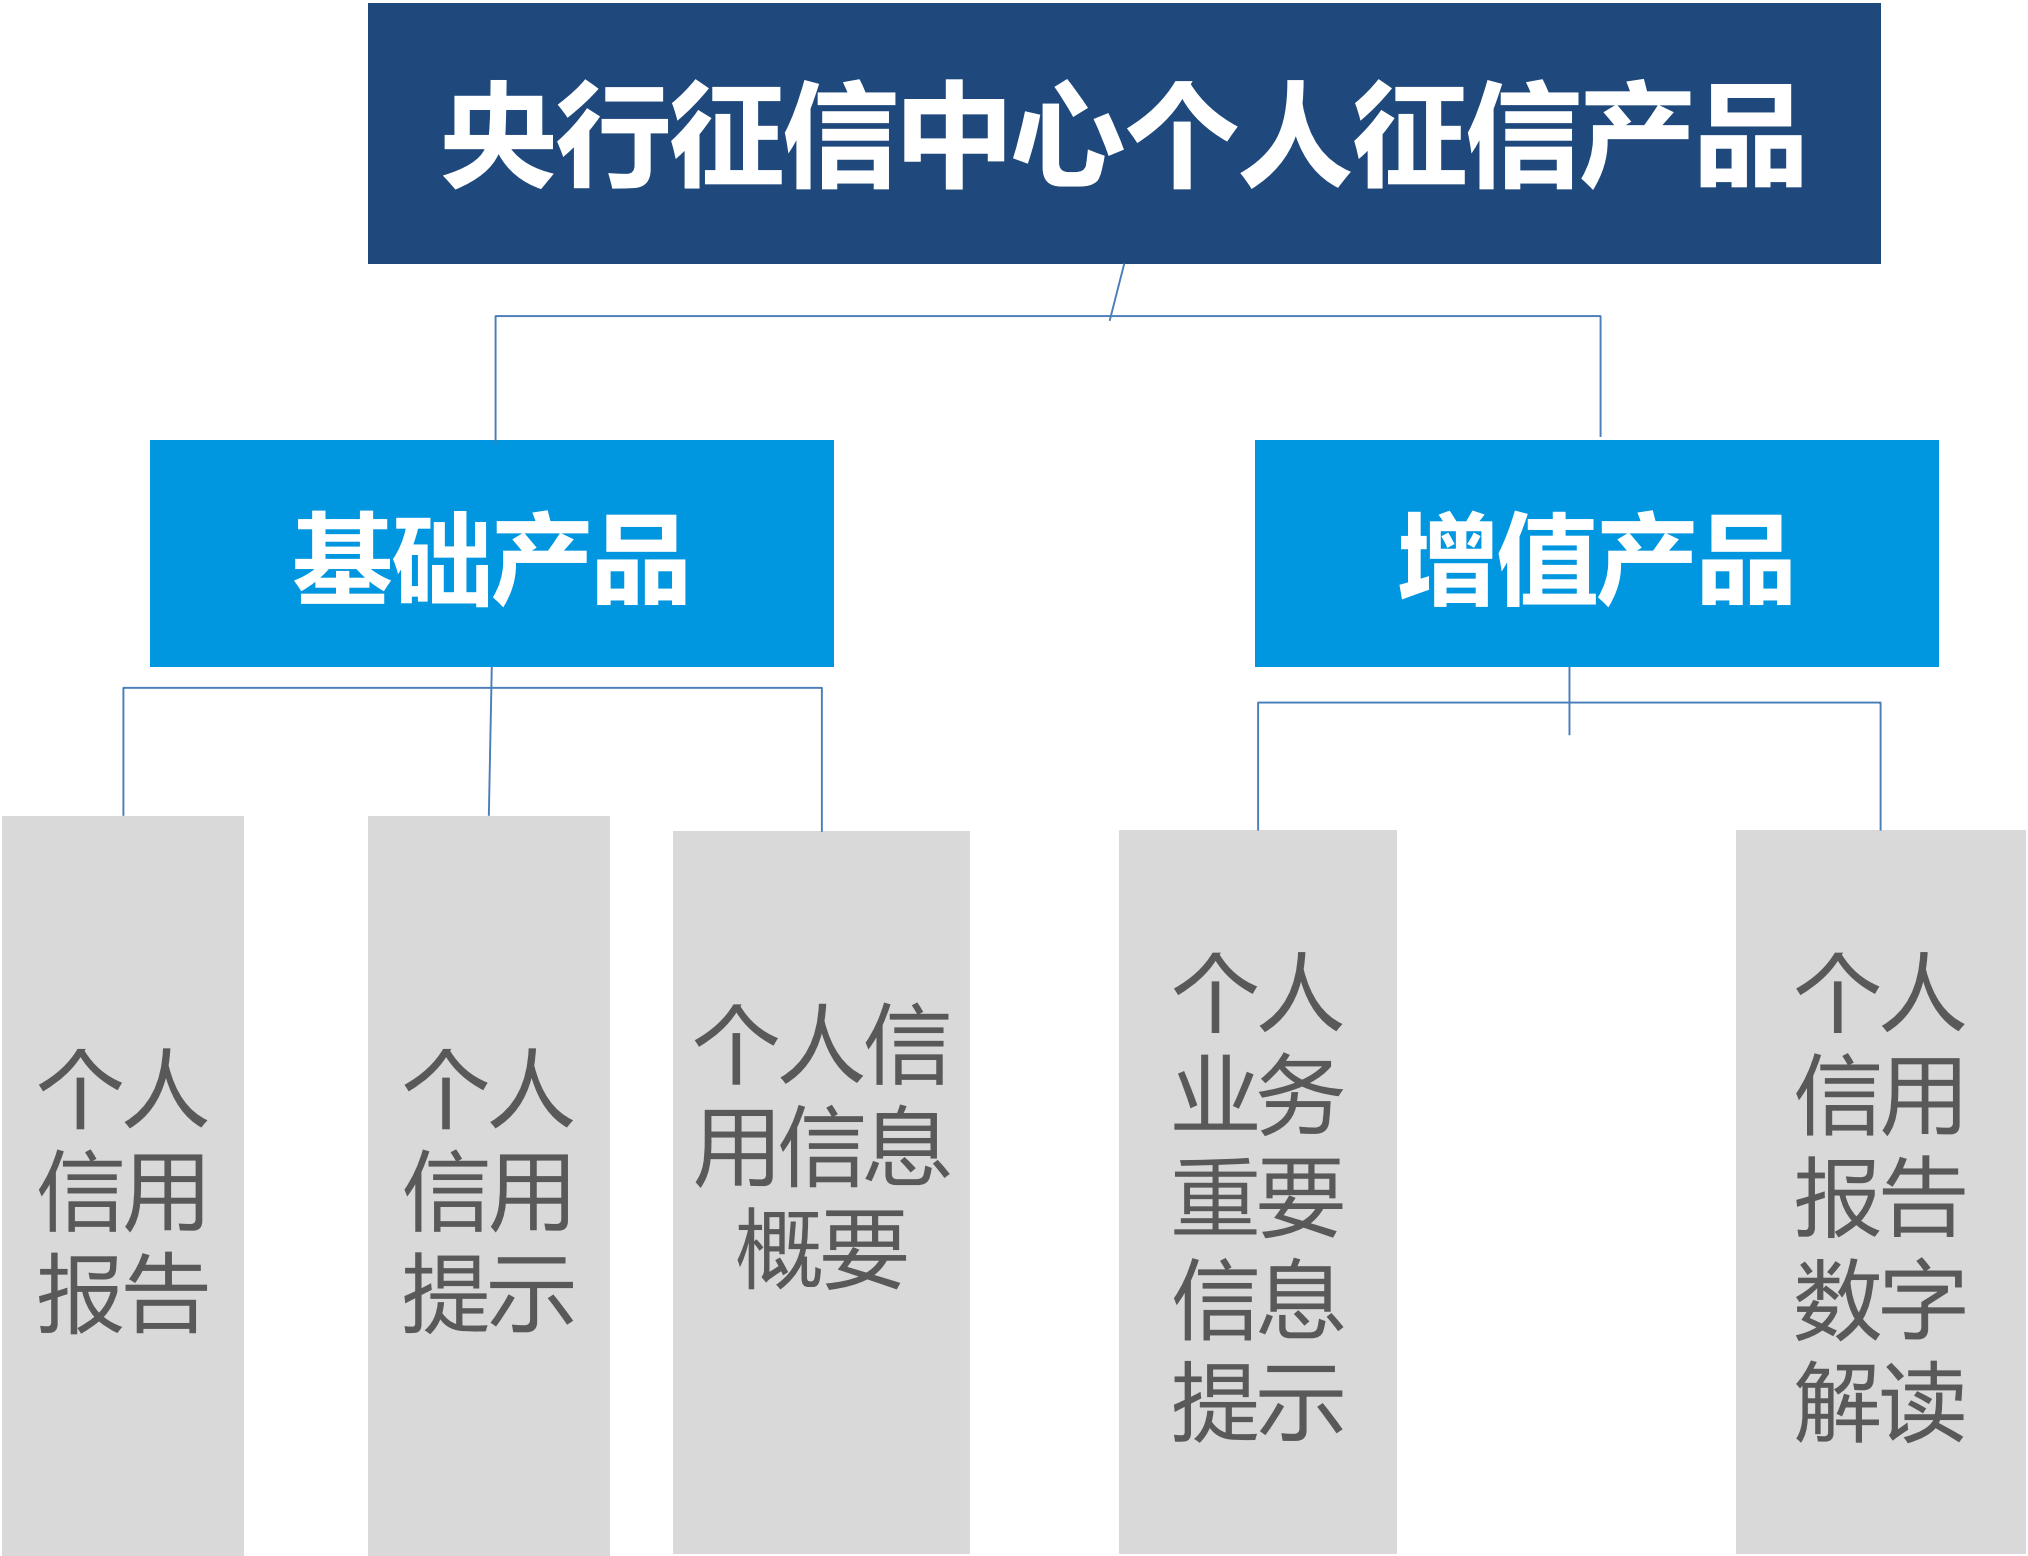 央行征信中心个人征信产品
基础产品
增值产品
个人
信用
报告
个人
信用
提示
个人信
用信息
概要
个人
业务
重要
信息
提示
个人
信用
报告
数字
解读